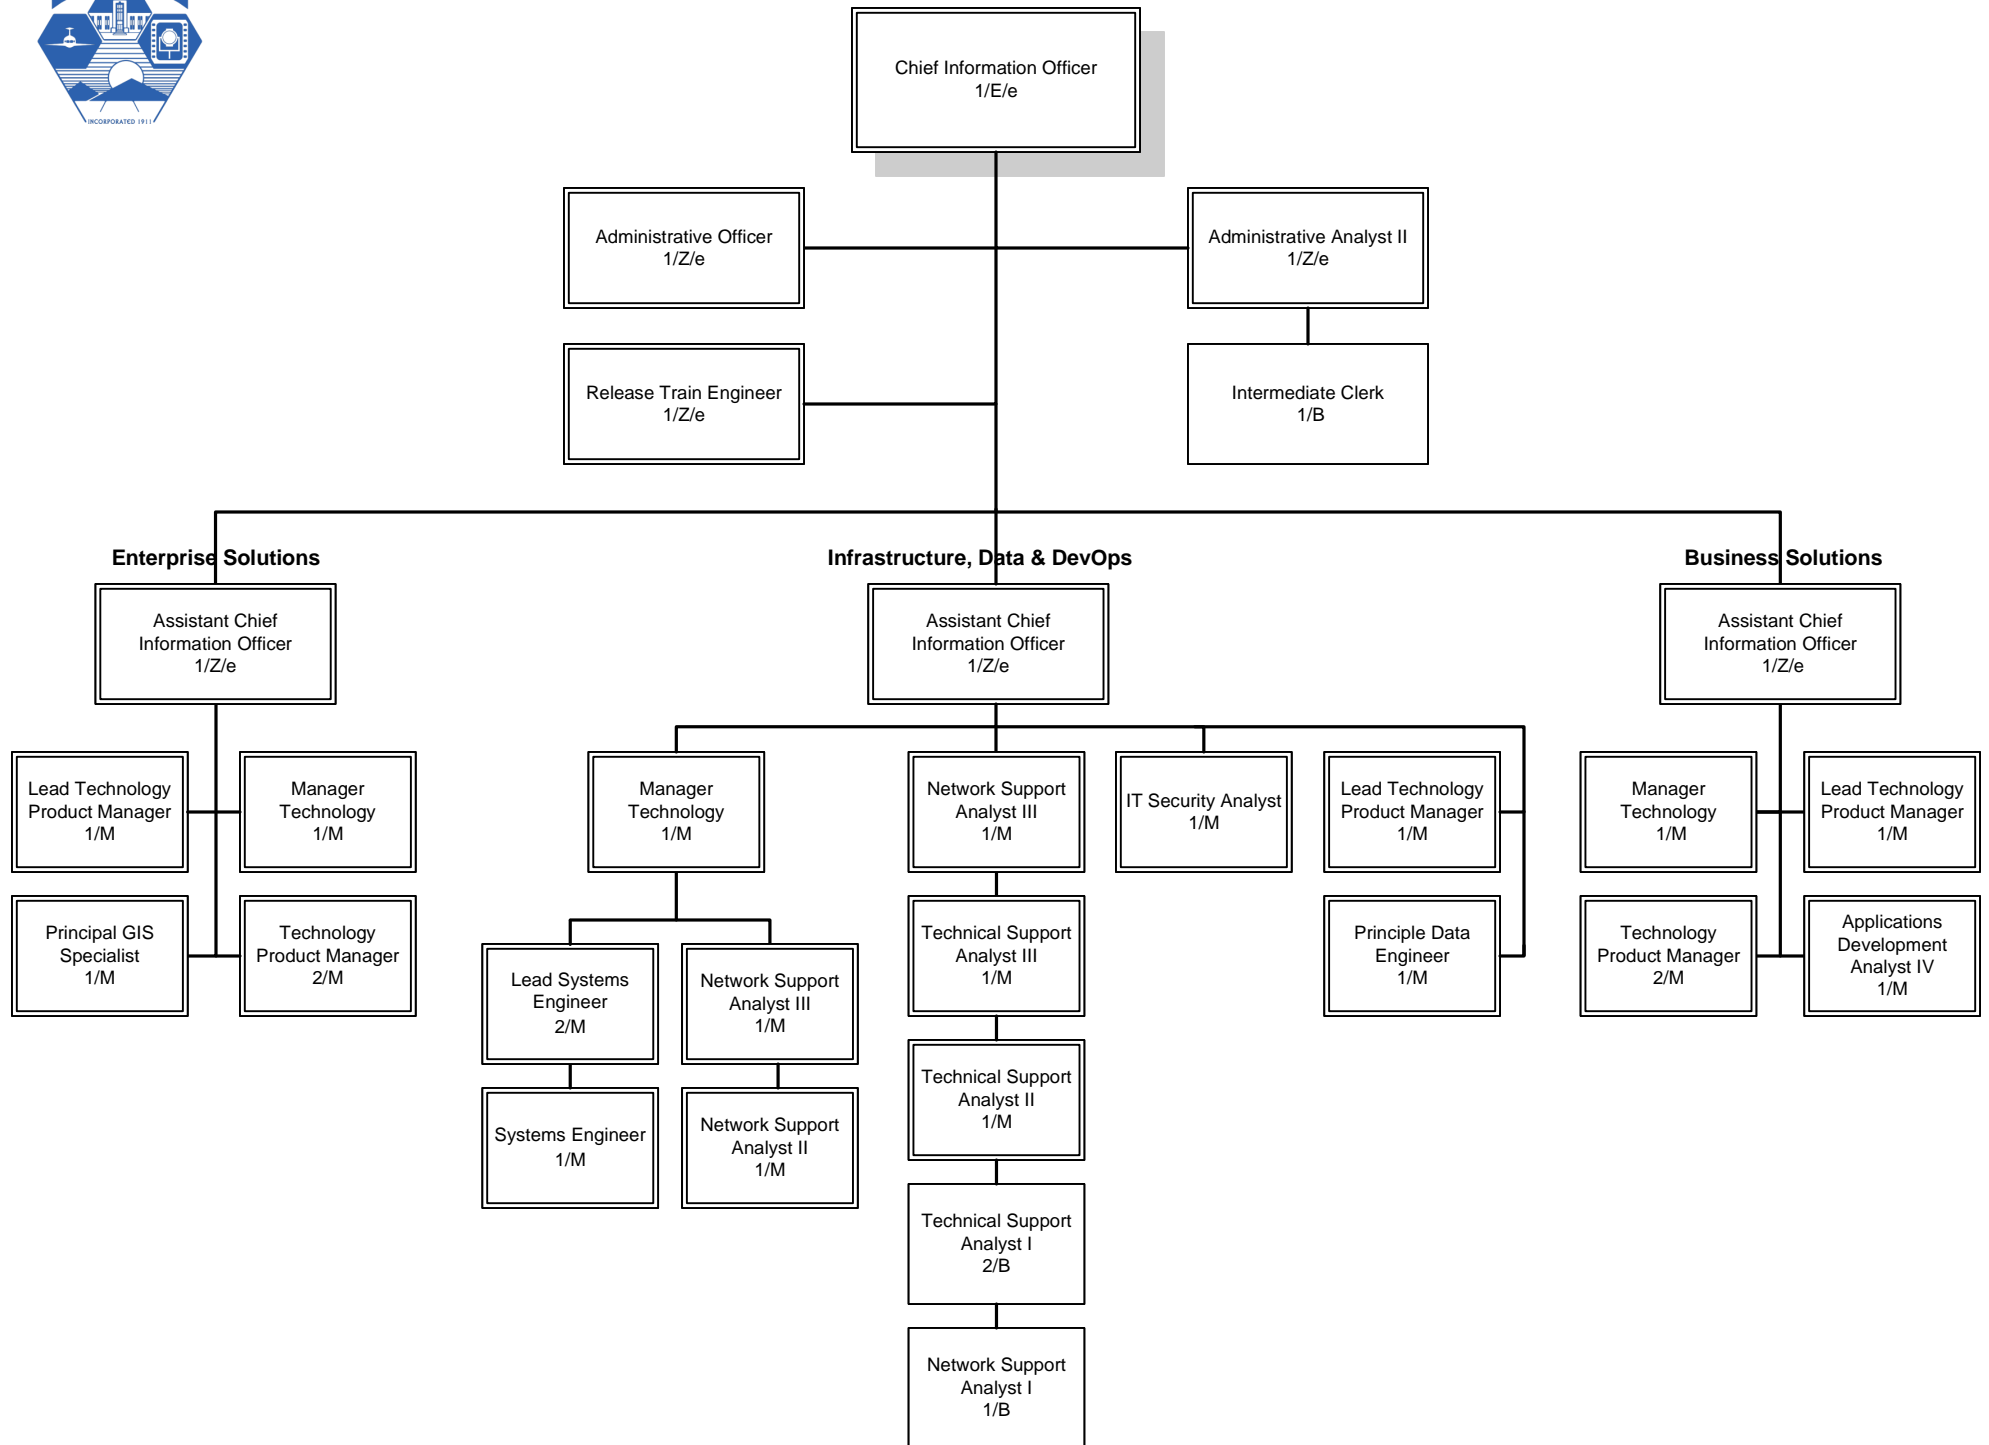 INCORPORATED 1911
Chief Information Officer
1/E/e
Administrative Officer
1/Z/e
Administrative Analyst II
1/Z/e
Release Train Engineer
1/Z/e
Intermediate Clerk
1/B
Enterprise Solutions
Infrastructure, Data & DevOps
Business Solutions
Assistant Chief
Information Officer
1/Z/e
Assistant Chief
Information Officer
1/Z/e
Assistant Chief
Information Officer
1/Z/e
Lead Technology
Product Manager
1/M
Manager
Technology
1/M
Manager
Technology
1/M
Network Support
Analyst III
1/M
IT Security Analyst
1/M
Lead Technology
Product Manager
1/M
Manager
Technology
1/M
Lead Technology
Product Manager
1/M
Principal GIS
Specialist
1/M
Technology
Product Manager
2/M
Lead Systems
Engineer
2/M
Network Support
Analyst III
1/M
Technical Support
Analyst III
1/M
Principle Data
Engineer
1/M
Technology
Product Manager
2/M
Applications
Development
Analyst IV
1/M
Systems Engineer
1/M
Network Support
Analyst II
1/M
Technical Support
Analyst II
1/M
Technical Support
Analyst I
2/B
Network Support
Analyst I
1/B